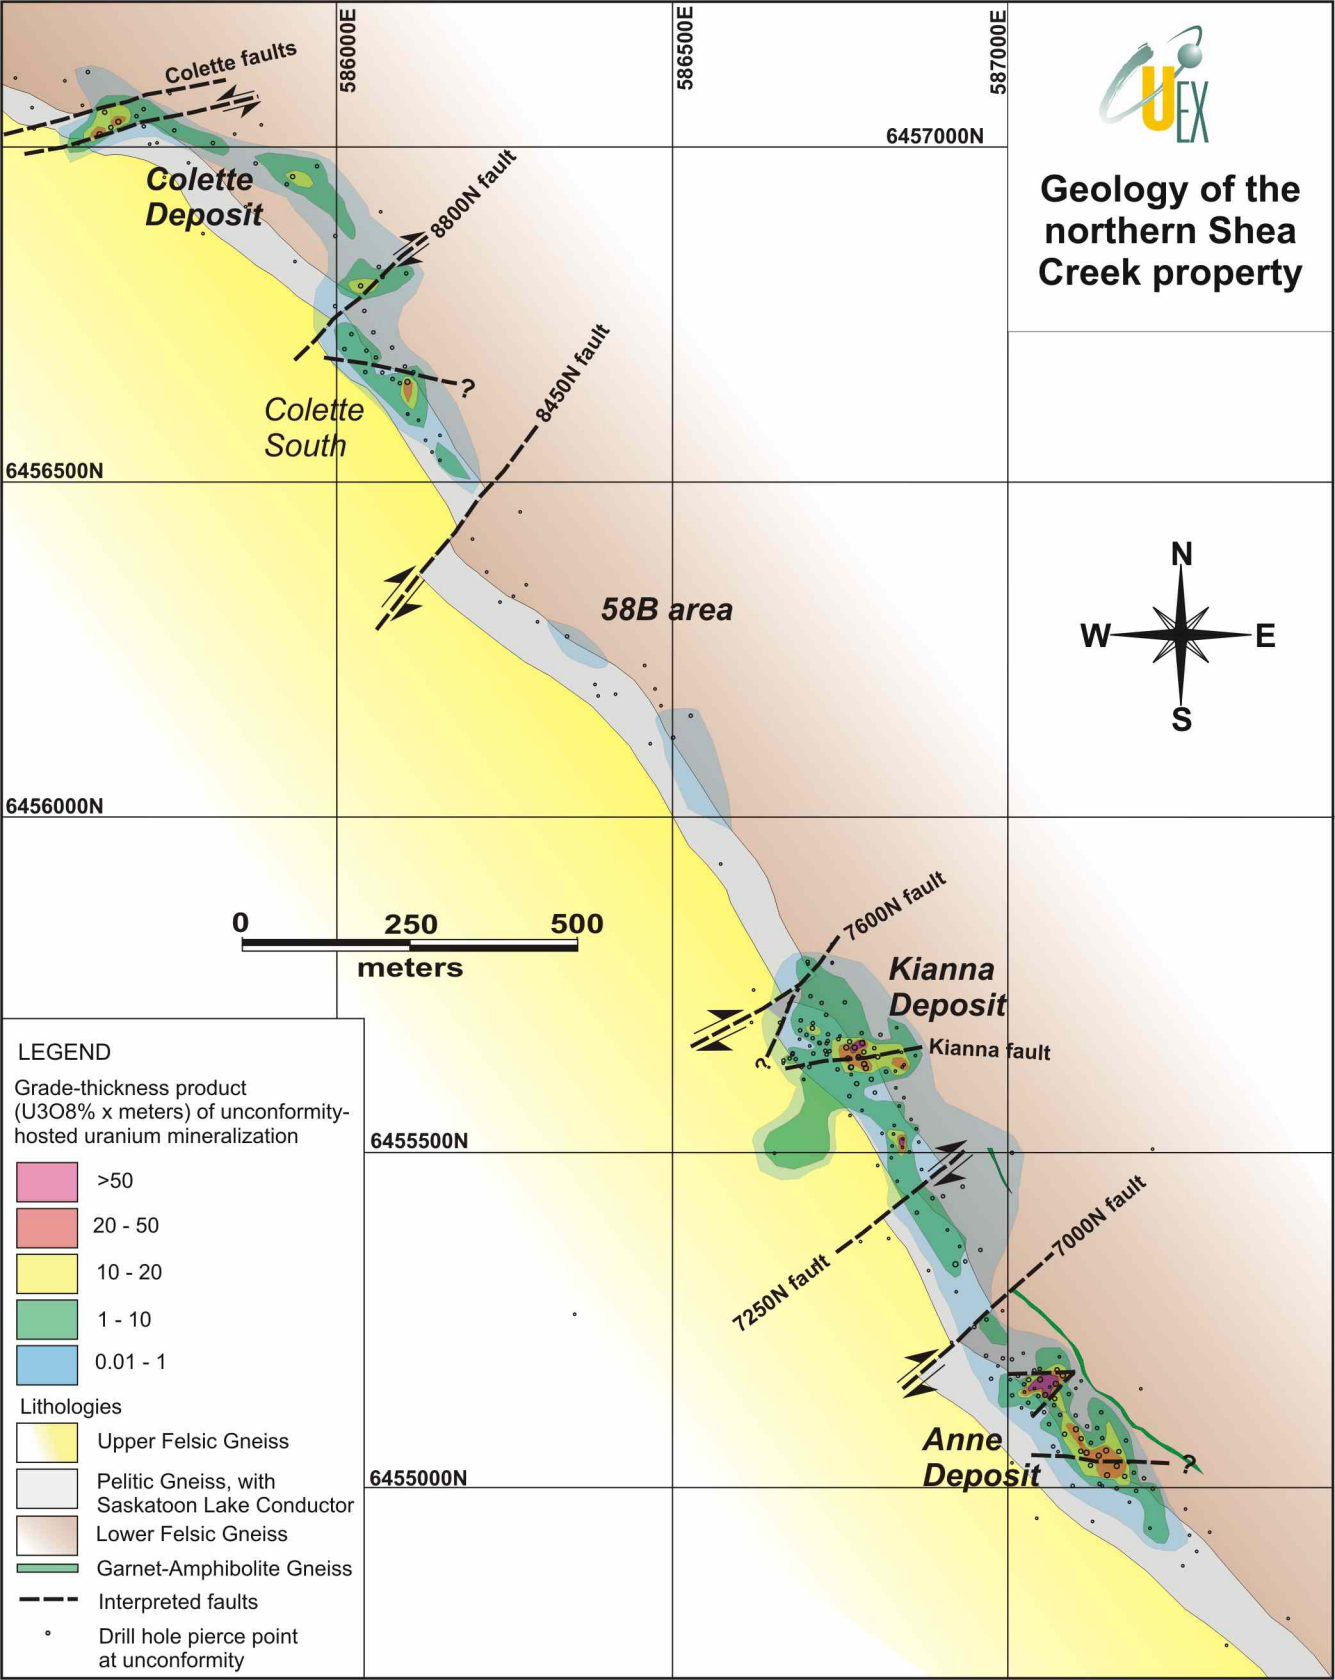 586000E
586500E
587000E
Colette faults
UEX
6457000N
8800N fault
Colette
Deposit
Geology of the
northern Shea
Creek property
8450N fault
?
Colette
South
6456500N
N
W
E
S
58B area
6456000N
7600N fault
0 250 500
meters
Kianna
Deposit
Kianna fault
?
LEGEND
Grade-thickness product
(U3O8% x meters) of unconformity-
hosted uranium mineralization
>50
20 - 50
10 - 20
1 - 10
0.01 - 1
Lithologies
Upper Felsic Gneiss
Pelitic Gneiss, with
Saskatoon Lake Conductor
Lower Felsic Gneiss
Garnet-Amphibolite Gneiss
Interpreted faults
Drill hole pierce point
at unconformity
6455500N
7000N fault
7250N fault
Anne
Deposit
?
6455000N